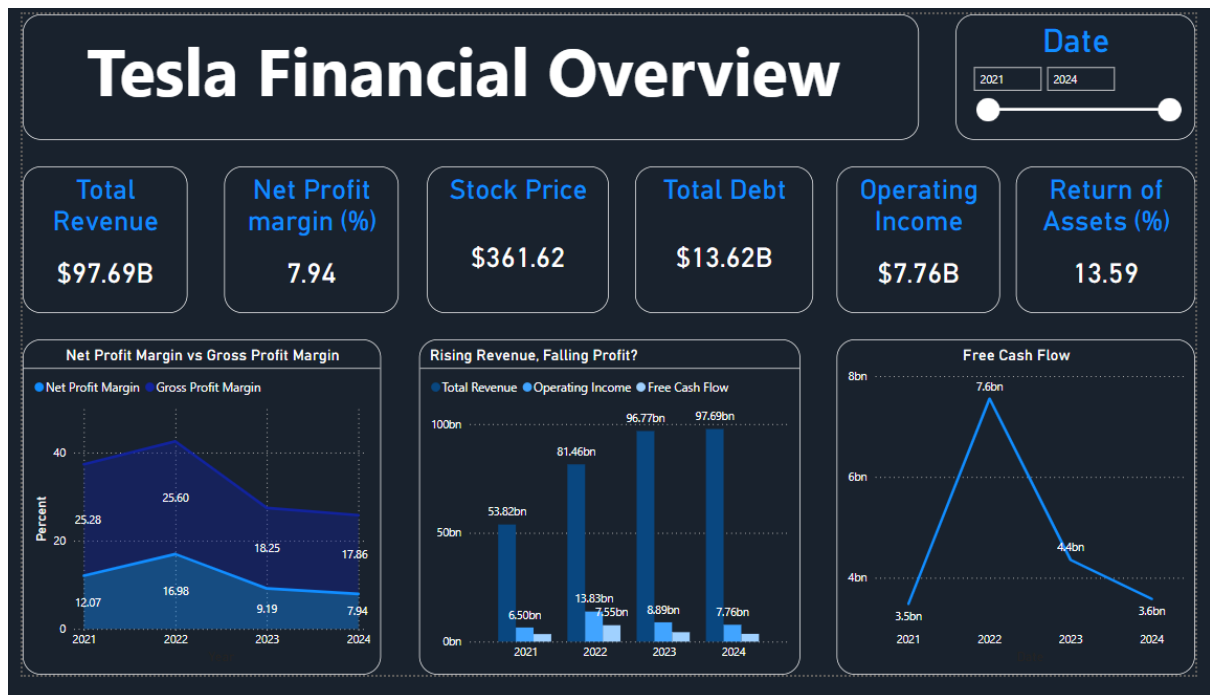 Tesla Financial Overview
Date
2021
2024
Total
Revenue
$97.69B
Net Profit
margin (%)
7.94
Stock Price
$361.62
Total Debt
$13.62B
Operating
Income
$7.76B
Return of
Assets (%)
13.59
Net Profit Margin vs Gross Profit Margin
Net Profit Margin
Gross Profit Margin
Percent
40
20
0
25.28
25.60
18.25
17.86
12.07
16.98
9.19
7.94
2021
2022
2023
2024
Rising Revenue, Falling Profit?
Total Revenue
Operating Income
Free Cash Flow
100bn
50bn
0bn
53.82bn
81.46bn
96.77bn
97.69bn
6.50bn
13.83bn
7.55bn
8.89bn
7.76bn
2021
2022
2023
2024
Free Cash Flow
8bn
6bn
4bn
3.5bn
7.6bn
4.4bn
3.6bn
2021
2022
2023
2024